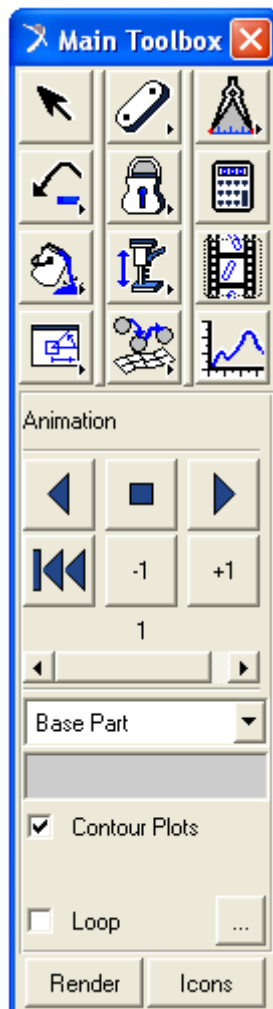 Main Toolbox
Animation
-1
+1
1
Base Part
Contour Plots
Loop
...
Render
Icons